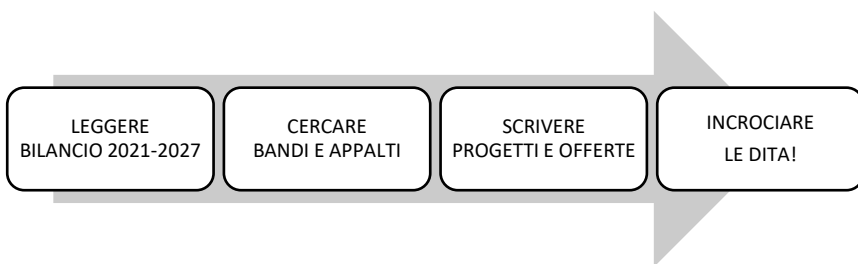 LEGGERE
BILANCIO 2021-2027
CERCARE
BANDI E APPALTI
SCRIVERE
PROGETTI E OFFERTE
INCROCIARE
LE DITA!